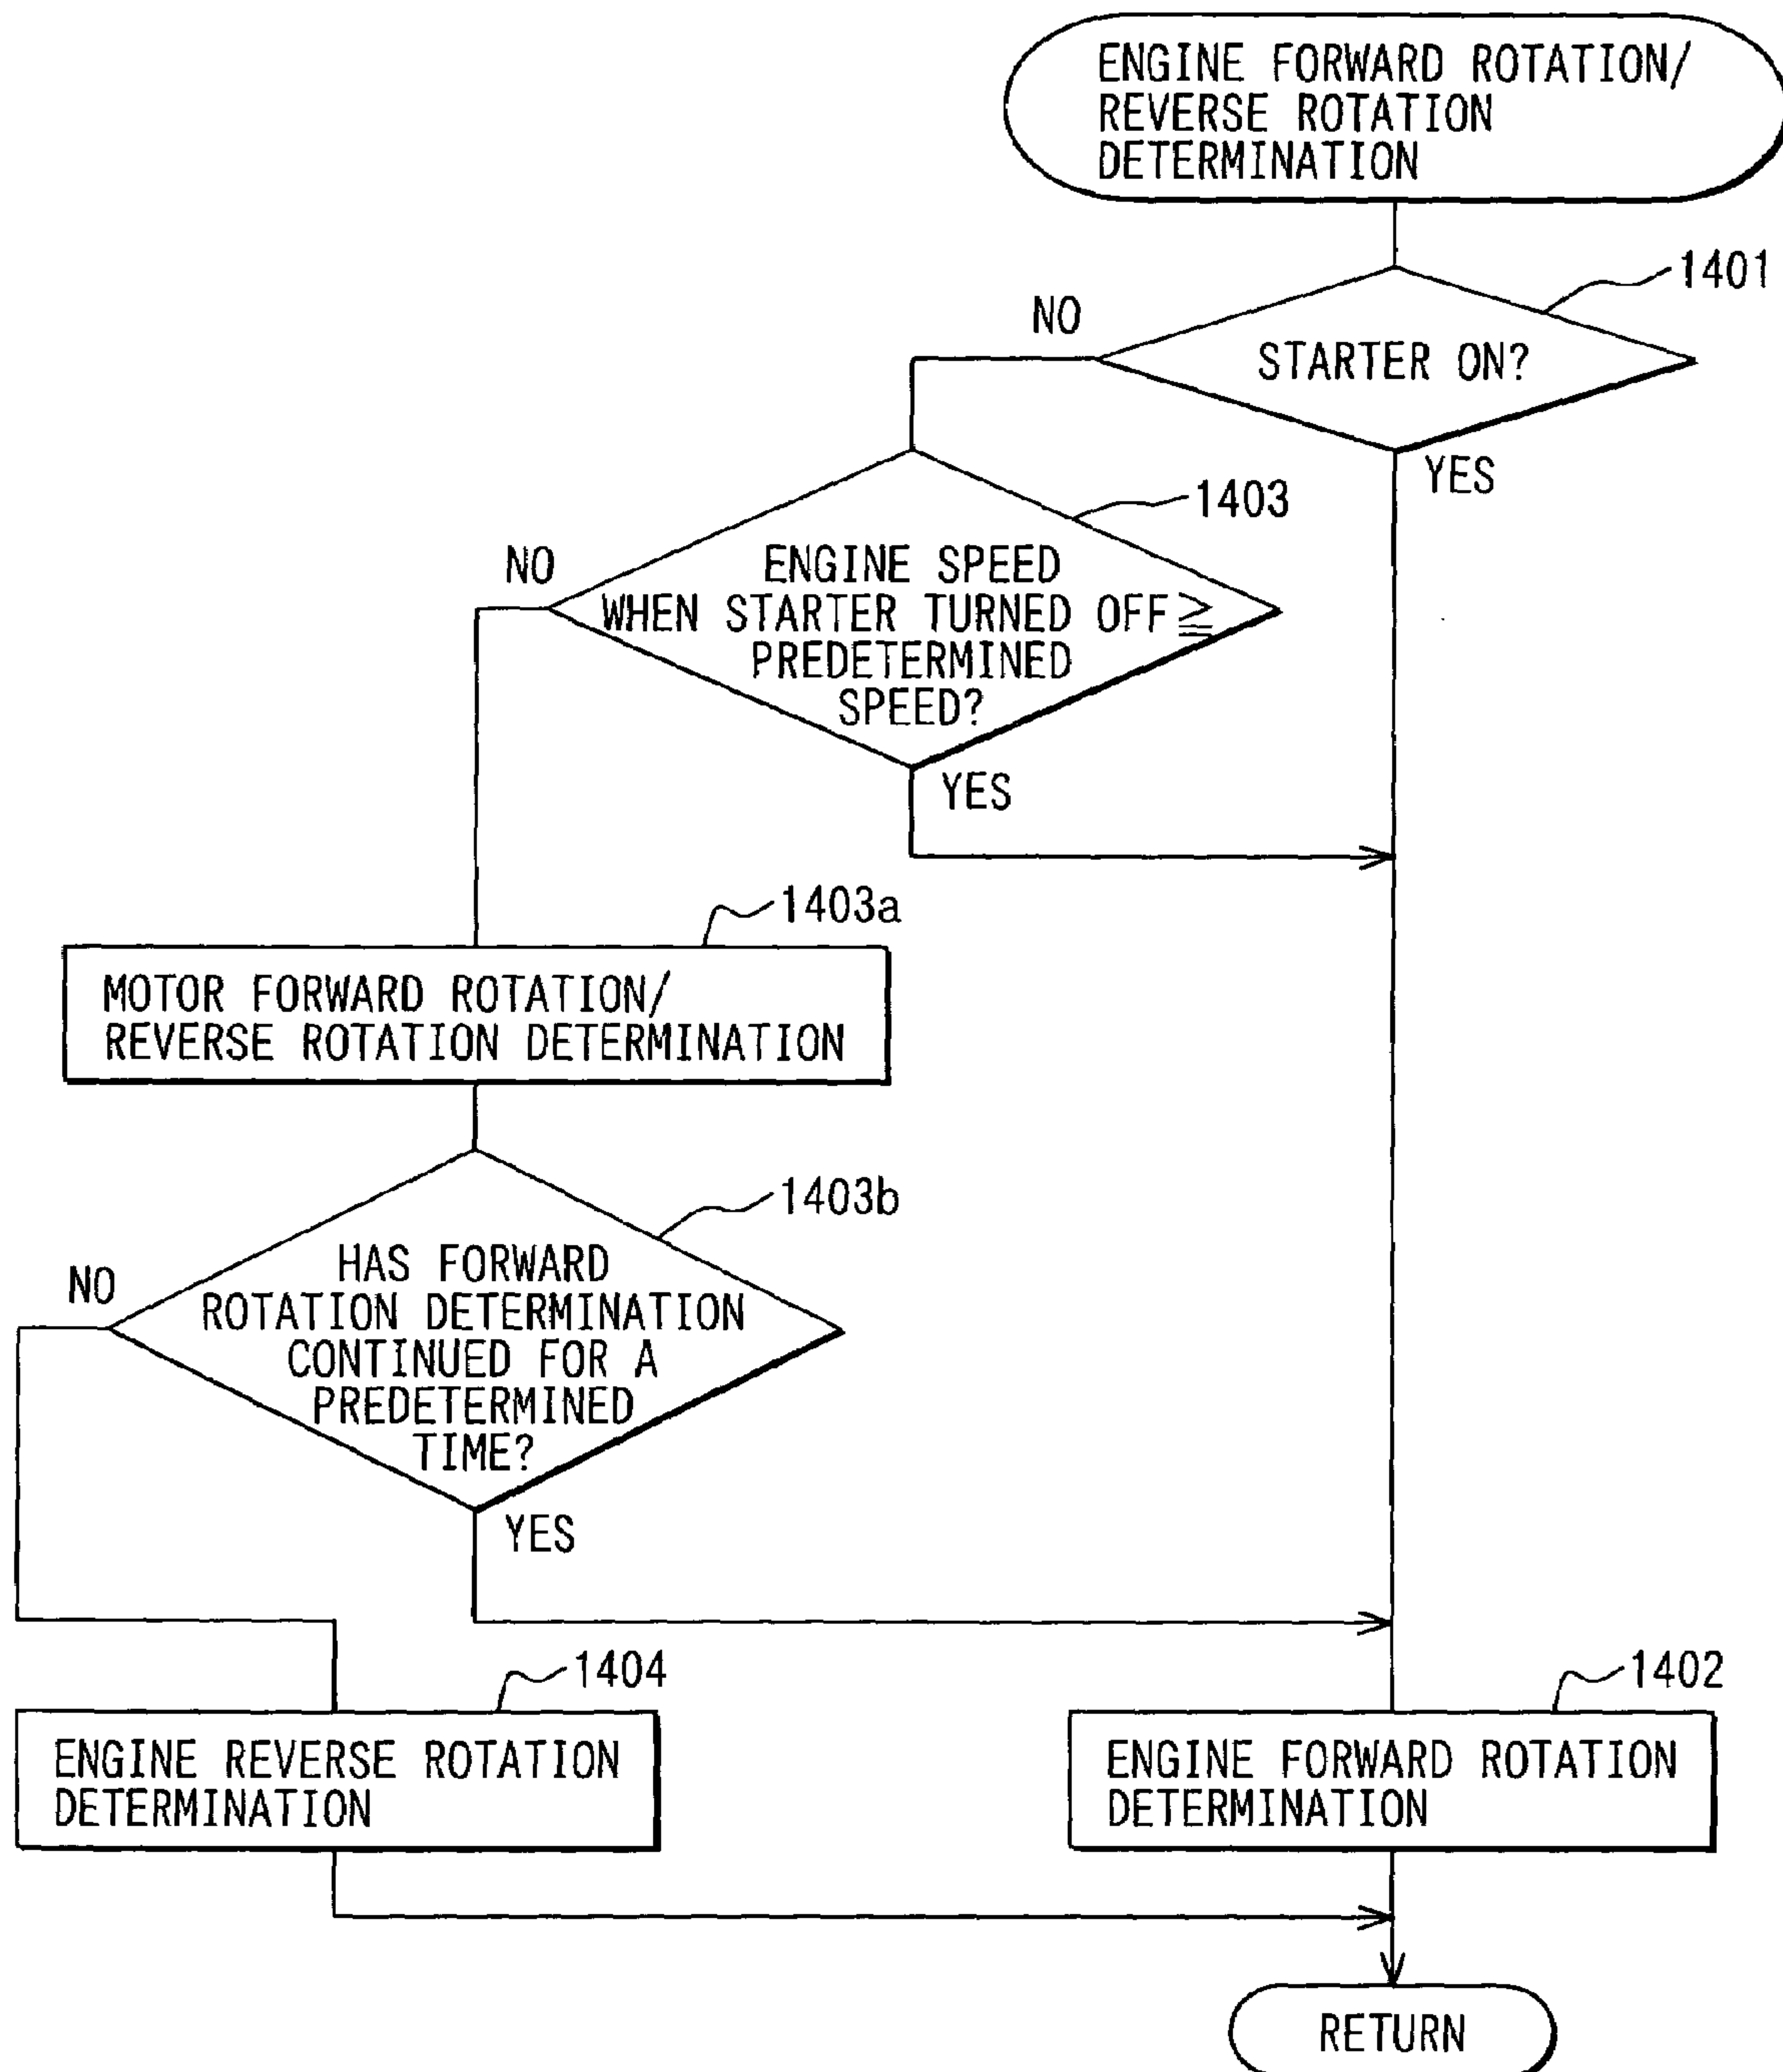 ENGINE FORWARD ROTATION/
REVERSE ROTATION
DETERMINATION
1401
NO
STARTER ON?
YES
1403
NO
ENGINE SPEED
WHEN STARTER TURNED OFF ≧
PREDETERMINED
SPEED?
YES
1403a
MOTOR FORWARD ROTATION/
REVERSE ROTATION DETERMINATION
1403b
NO
HAS FORWARD
ROTATION DETERMINATION
CONTINUED FOR A
PREDETERMINED
TIME?
YES
1404
ENGINE REVERSE ROTATION
DETERMINATION
1402
ENGINE FORWARD ROTATION
DETERMINATION
RETURN